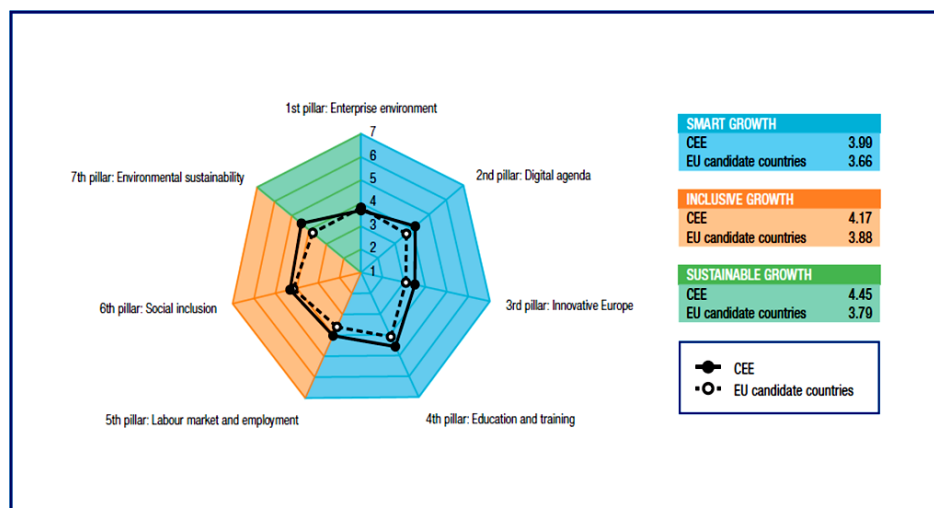 1st pillar: Enterprise environment
7
6
5
4
3
2
1
2nd pillar: Digital agenda
3rd pillar: Innovative Europe
4th pillar: Education and training
5th pillar: Labour market and employment
6th pillar: Social inclusion
7th pillar: Environmental sustainability
SMART GROWTH
CEE 3.99
EU candidate countries 3.66
INCLUSIVE GROWTH
CEE 4.17
EU candidate countries 3.88
SUSTAINABLE GROWTH
CEE 4.45
EU candidate countries 3.79
CEE
EU candidate countries